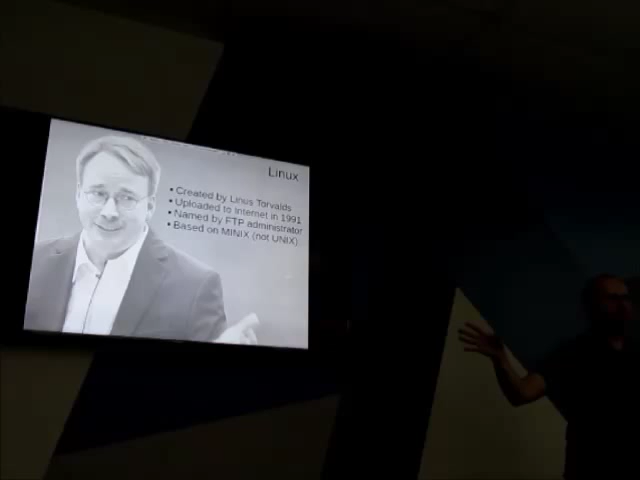 Linux
• Created by Linus Torvalds
• Uploaded to Internet in 1991
• Named by FTP administrator
• Based on MINIX (not UNIX)